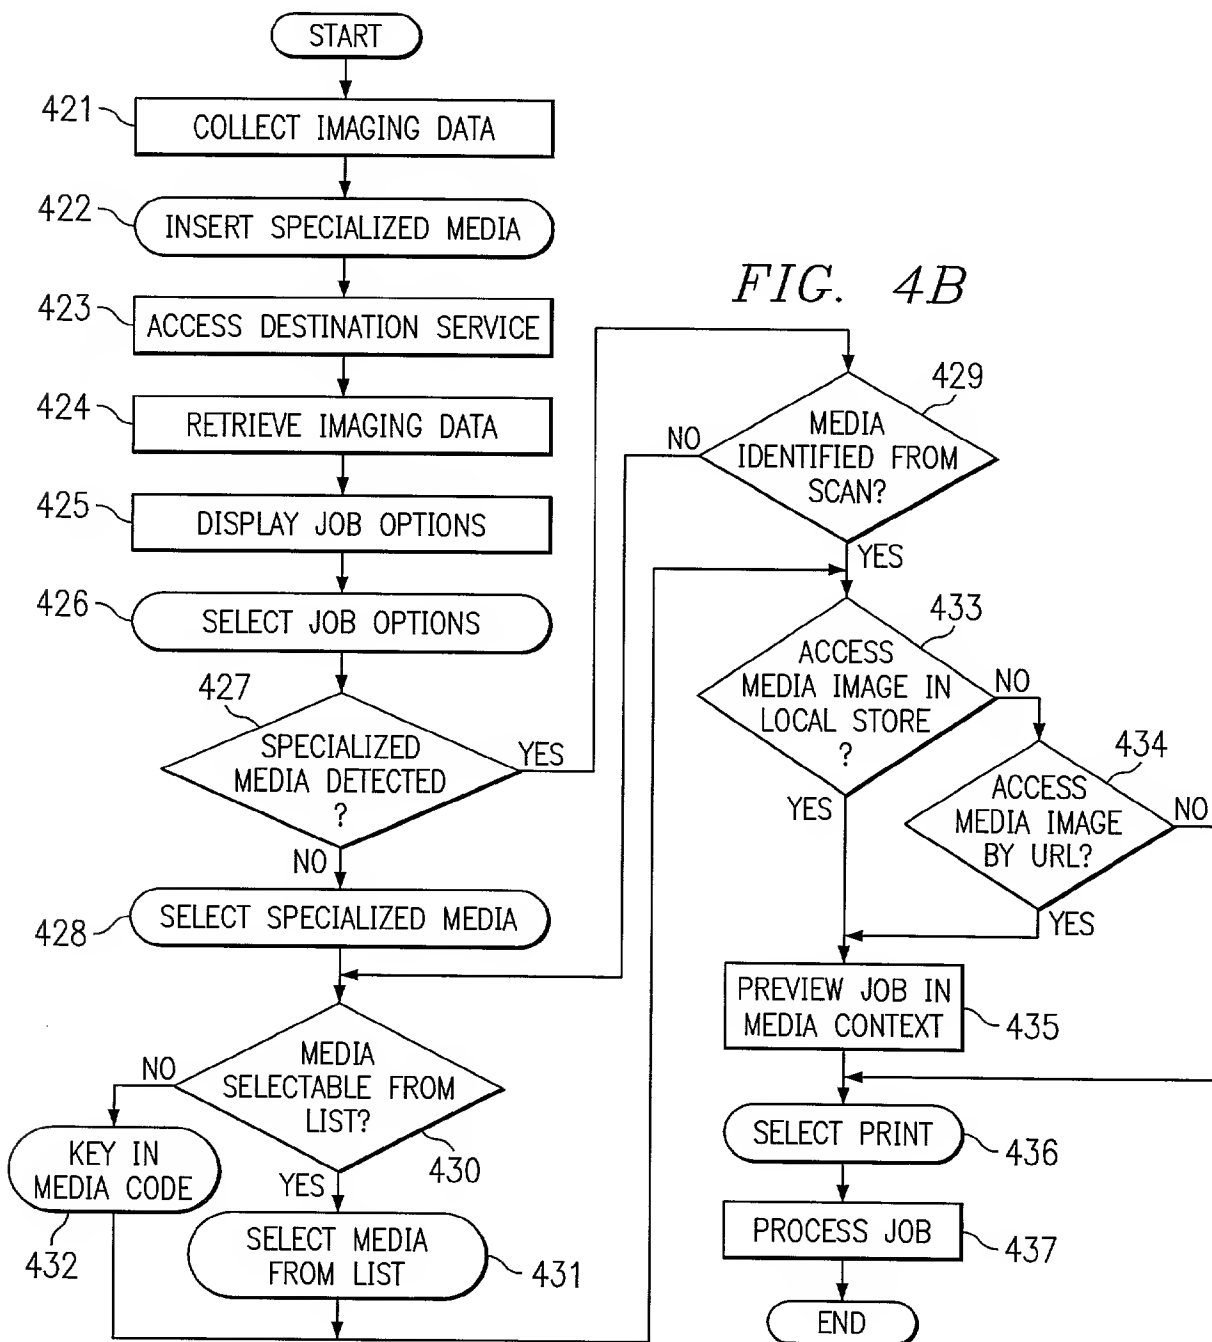 START
421
COLLECT IMAGING DATA
422
INSERT SPECIALIZED MEDIA
423
ACCESS DESTINATION SERVICE
424
RETRIEVE IMAGING DATA
425
DISPLAY JOB OPTIONS
426
SELECT JOB OPTIONS
427
SPECIALIZED
MEDIA DETECTED
?
YES
NO
428
SELECT SPECIALIZED MEDIA
MEDIA
SELECTABLE FROM
LIST?
430
NO
YES
KEY IN
MEDIA CODE
432
SELECT MEDIA
FROM LIST
431
FIG. 4B
429
MEDIA
IDENTIFIED FROM
SCAN?
NO
YES
433
ACCESS
MEDIA IMAGE IN
LOCAL STORE
?
NO
YES
434
ACCESS
MEDIA IMAGE
BY URL?
NO
YES
PREVIEW JOB IN
MEDIA CONTEXT
435
SELECT PRINT
436
PROCESS JOB
437
END